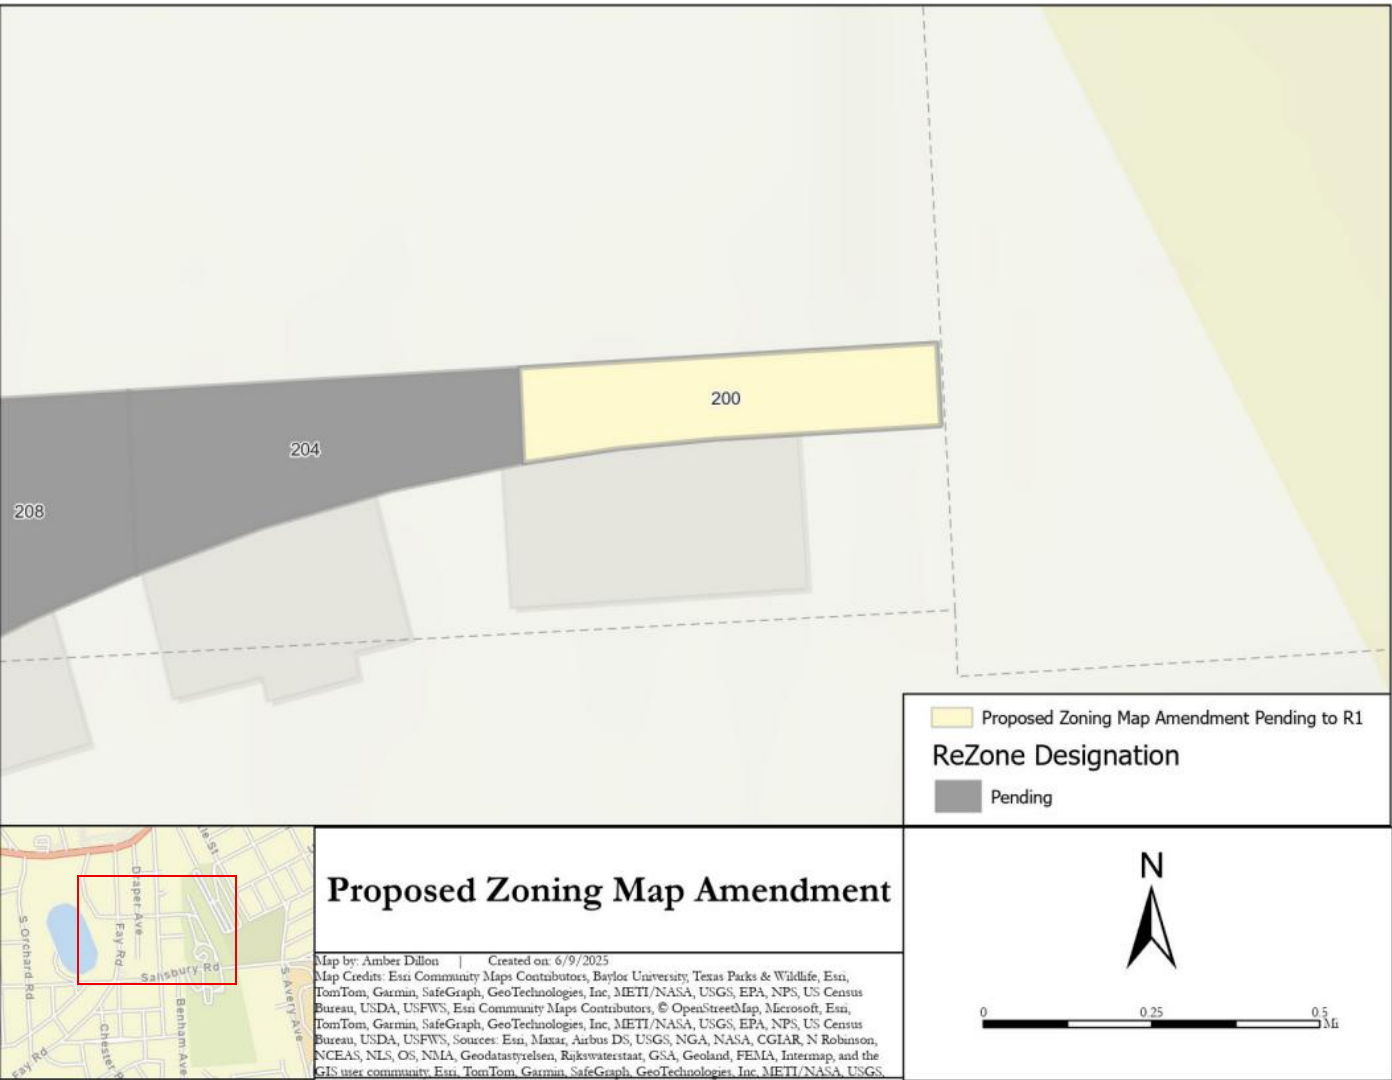 200
204
208
Proposed Zoning Map Amendment Pending to R1
ReZone Designation
Pending
Draper Ave
Fay Rd
S Orchard Rd
Salisbury Rd
S Avery Ave
Benham Ave
Fay Rd
Proposed Zoning Map Amendment
Map by: Amber Dillon | Created on: 6/9/2025
Map Credits: Esri Community Maps Contributors, Baylor University, Texas Parks & Wildlife, Esri,
TomTom, Garmin, SafeGraph, GeoTechnologies, Inc, METI/NASA, USGS, EPA, NPS, US Census
Bureau, USDA, USFWS, Esri Community Maps Contributors, © OpenStreetMap, Microsoft, Esri,
TomTom, Garmin, SafeGraph, GeoTechnologies, Inc, METI/NASA, USGS, EPA, NPS, US Census
Bureau, USDA, USFWS, Sources: Esri, Maxar, Airbus DS, USGS, NGA, NASA, CGIAR, N Robinson,
NCEAS, NLS, OS, NMA, Geodatastyrelsen, Rijkswaterstaat, GSA, Geoland, FEMA, Intermap, and the
GIS user community, Esri, TomTom, Garmin, SafeGraph, GeoTechnologies, Inc, METI/NASA, USGS,
N
0 0.25 0.5
Mi